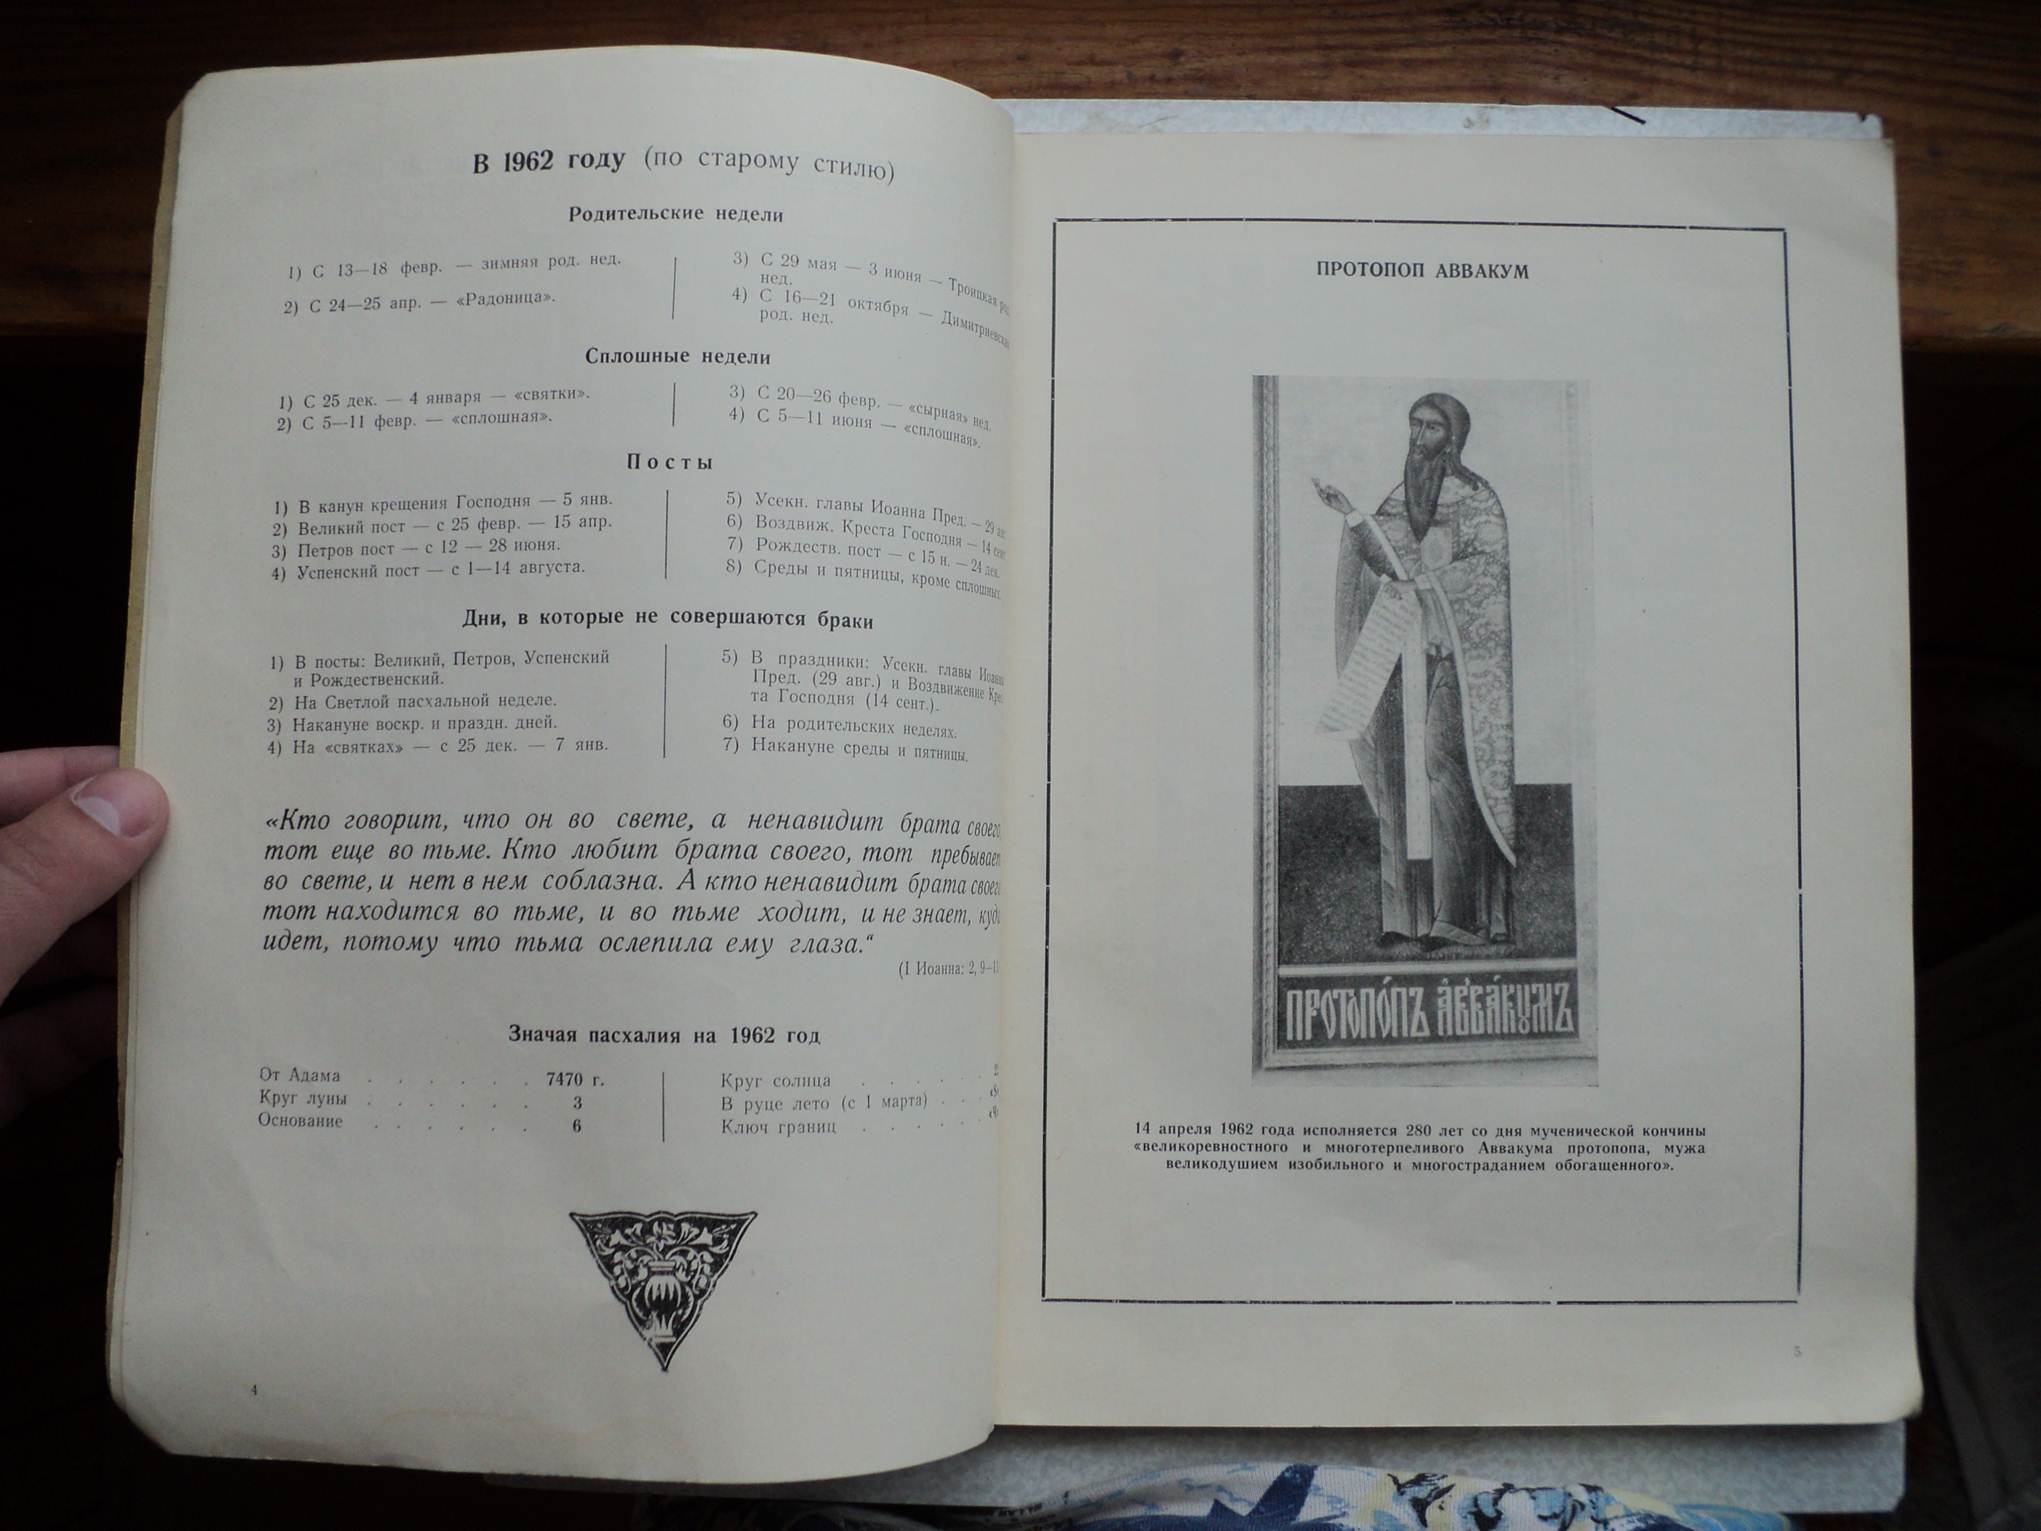 В 1962 году (по старому стилю)
Родительские недели
1) С 13—18 февр. — зимняя род. нед.
2) С 24—25 апр. — «Радоница».
3) С 29 мая — 3 июня — Троицкая
нед.
4) С 16—21 октября — Димитриевская
род. нед.
Сплошные недели
1) С 25 дек. — 4 января — «святки».
2) С 5—11 февр. — «сплошная».
3) С 20—26 февр. — «сырная» нед.
4) С 5—11 июня — «сплошная».
Посты
1) В канун крещения Господня — 5 янв.
2) Великий пост — с 25 февр. — 15 апр.
3) Петров пост — с 12 — 28 июня.
4) Успенский пост — с 1—14 августа.
5) Усекн. главы Иоанна Пред. — 29
6) Воздвиж. Креста Господня — 14 сент
7) Рождеств. пост — с 15 н. — 24 дек.
8) Среды и пятницы, кроме сплошных.
Дни, в которые не совершаются браки
1) В посты: Великий, Петров, Успенский
и Рождественский.
2) На Светлой пасхальной неделе.
3) Накануне воскр. и праздн. дней.
4) На «святках» — с 25 дек. — 7 янв.
5) В праздники: Усекн. главы Иоанна
Пред. (29 авг.) и Воздвижение Крес
та Господня (14 сент.).
6) На родительских неделях.
7) Накануне среды и пятницы.
«Кто говорит, что он во свете, а ненавидит брата своего,
тот еще во тьме. Кто любит брата своего, тот пребывает
во свете, и нет в нем соблазна. А кто ненавидит брата своего
тот находится во тьме, и во тьме ходит, и не знает, куда
идет, потому что тьма ослепила ему глаза.“
(I Иоанна: 2, 9—11
Значая пасхалия на 1962 год
От Адама . . . . . . 7470 г.
Круг луны . . . . . . 3
Основание . . . . . . 6
Круг солнца . . . . .
В руце лето (с 1 марта) . . .
Ключ границ . . . . .
4
ПРОТОПОП АВВАКУМ
ПРОТОПО́ПЪ А҆ВВА́КУМЪ
14 апреля 1962 года исполняется 280 лет со дня мученической кончины
«великоревностного и многотерпеливого Аввакума протопопа, мужа
великодушием изобильного и многостраданием обогащенного».
5